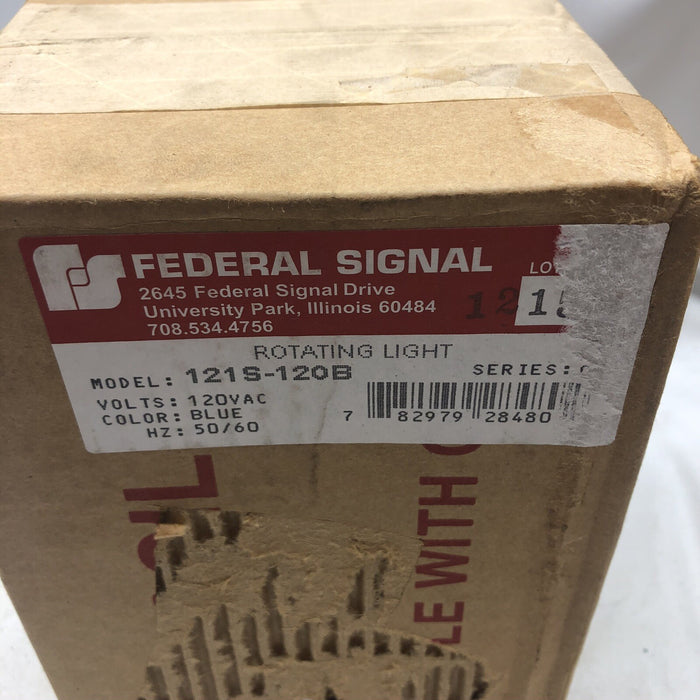 FEDERAL SIGNAL
2645 Federal Signal Drive
University Park, Illinois 60484
708.534.4756
ROTATING LIGHT
MODEL: 121S-120B
SERIES:
VOLTS: 120VAC
COLOR: BLUE
HZ: 50/60
7 82979 28480
WITH